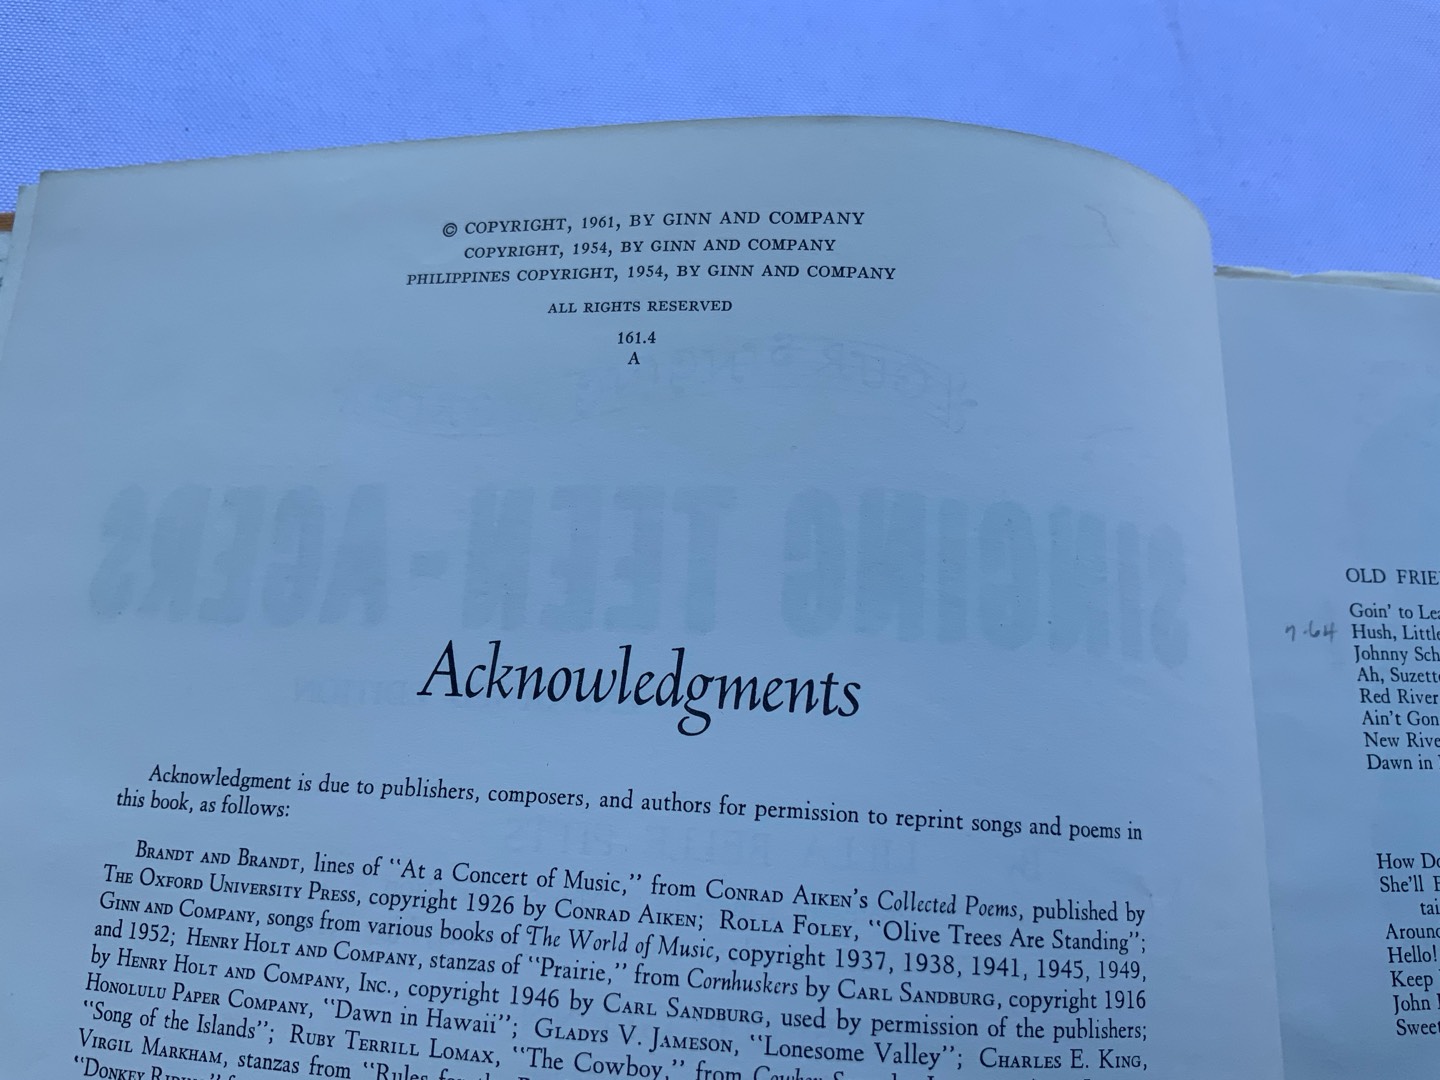 © COPYRIGHT, 1961, BY GINN AND COMPANY
COPYRIGHT, 1954, BY GINN AND COMPANY
PHILIPPINES COPYRIGHT, 1954, BY GINN AND COMPANY
ALL RIGHTS RESERVED
161.4
A
SINGING TEEN-AGERS
Acknowledgments
Acknowledgment is due to publishers, composers, and authors for permission to reprint songs and poems in
this book, as follows:
BRANDT AND BRANDT, lines of “At a Concert of Music,” from CONRAD AIKEN’S Collected Poems, published by
THE OXFORD UNIVERSITY PRESS, copyright 1926 by CONRAD AIKEN; ROLLA FOLEY, “Olive Trees Are Standing”;
GINN AND COMPANY, songs from various books of The World of Music, copyright 1937, 1938, 1941, 1945, 1949,
and 1952; HENRY HOLT AND COMPANY, stanzas of “Prairie,” from Cornhuskers by CARL SANDBURG, copyright 1916
by HENRY HOLT AND COMPANY, INC., copyright 1946 by CARL SANDBURG, used by permission of the publishers;
HONOLULU PAPER COMPANY, “Dawn in Hawaii”; GLADYS V. JAMESON, “Lonesome Valley”; CHARLES E. KING,
“Song of the Islands”; RUBY TERRILL LOMAX, “The Cowboy,” from
VIRGIL MARKHAM, stanzas from “Rules for the
“DONKEY
OLD
Goin’ to
7-64 Hush,
Johnny
Ah,
Red River
Ain’t
New
Dawn in
How
She’ll
Hello!
Keep
John